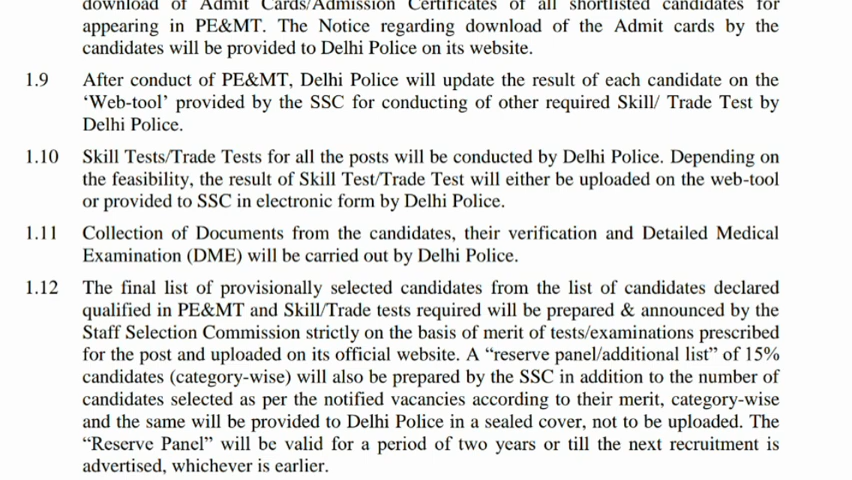 download of Admit Cards/Admission Certificates of all shortlisted candidates for
appearing in PE&MT. The Notice regarding download of the Admit cards by the
candidates will be provided to Delhi Police on its website.
1.9 After conduct of PE&MT, Delhi Police will update the result of each candidate on the
‘Web-tool’ provided by the SSC for conducting of other required Skill/ Trade Test by
Delhi Police.
1.10 Skill Tests/Trade Tests for all the posts will be conducted by Delhi Police. Depending on
the feasibility, the result of Skill Test/Trade Test will either be uploaded on the web-tool
or provided to SSC in electronic form by Delhi Police.
1.11 Collection of Documents from the candidates, their verification and Detailed Medical
Examination (DME) will be carried out by Delhi Police.
1.12 The final list of provisionally selected candidates from the list of candidates declared
qualified in PE&MT and Skill/Trade tests required will be prepared & announced by the
Staff Selection Commission strictly on the basis of merit of tests/examinations prescribed
for the post and uploaded on its official website. A “reserve panel/additional list” of 15%
candidates (category-wise) will also be prepared by the SSC in addition to the number of
candidates selected as per the notified vacancies according to their merit, category-wise
and the same will be provided to Delhi Police in a sealed cover, not to be uploaded. The
“Reserve Panel” will be valid for a period of two years or till the next recruitment is
advertised, whichever is earlier.